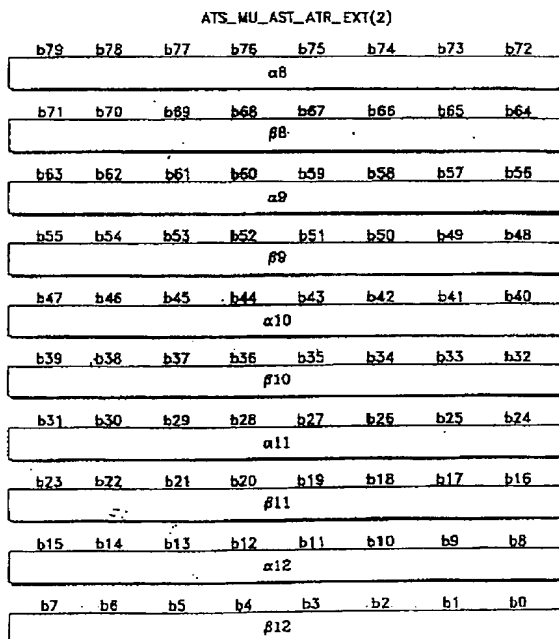 ATS_MU_AST_ATR_EXT(2)
b79 b78 b77 b76 b75 b74 b73 b72
α8
b71 b70 b69 b68 b67 b66 b65 b64
β8
b63 b62 b61 b60 b59 b58 b57 b56
α9
b55 b54 b53 b52 b51 b50 b49 b48
β9
b47 b46 b45 b44 b43 b42 b41 b40
α10
b39 b38 b37 b36 b35 b34 b33 b32
β10
b31 b30 b29 b28 b27 b26 b25 b24
α11
b23 b22 b21 b20 b19 b18 b17 b16
β11
b15 b14 b13 b12 b11 b10 b9 b8
α12
b7 b6 b5 b4 b3 b2 b1 b0
β12